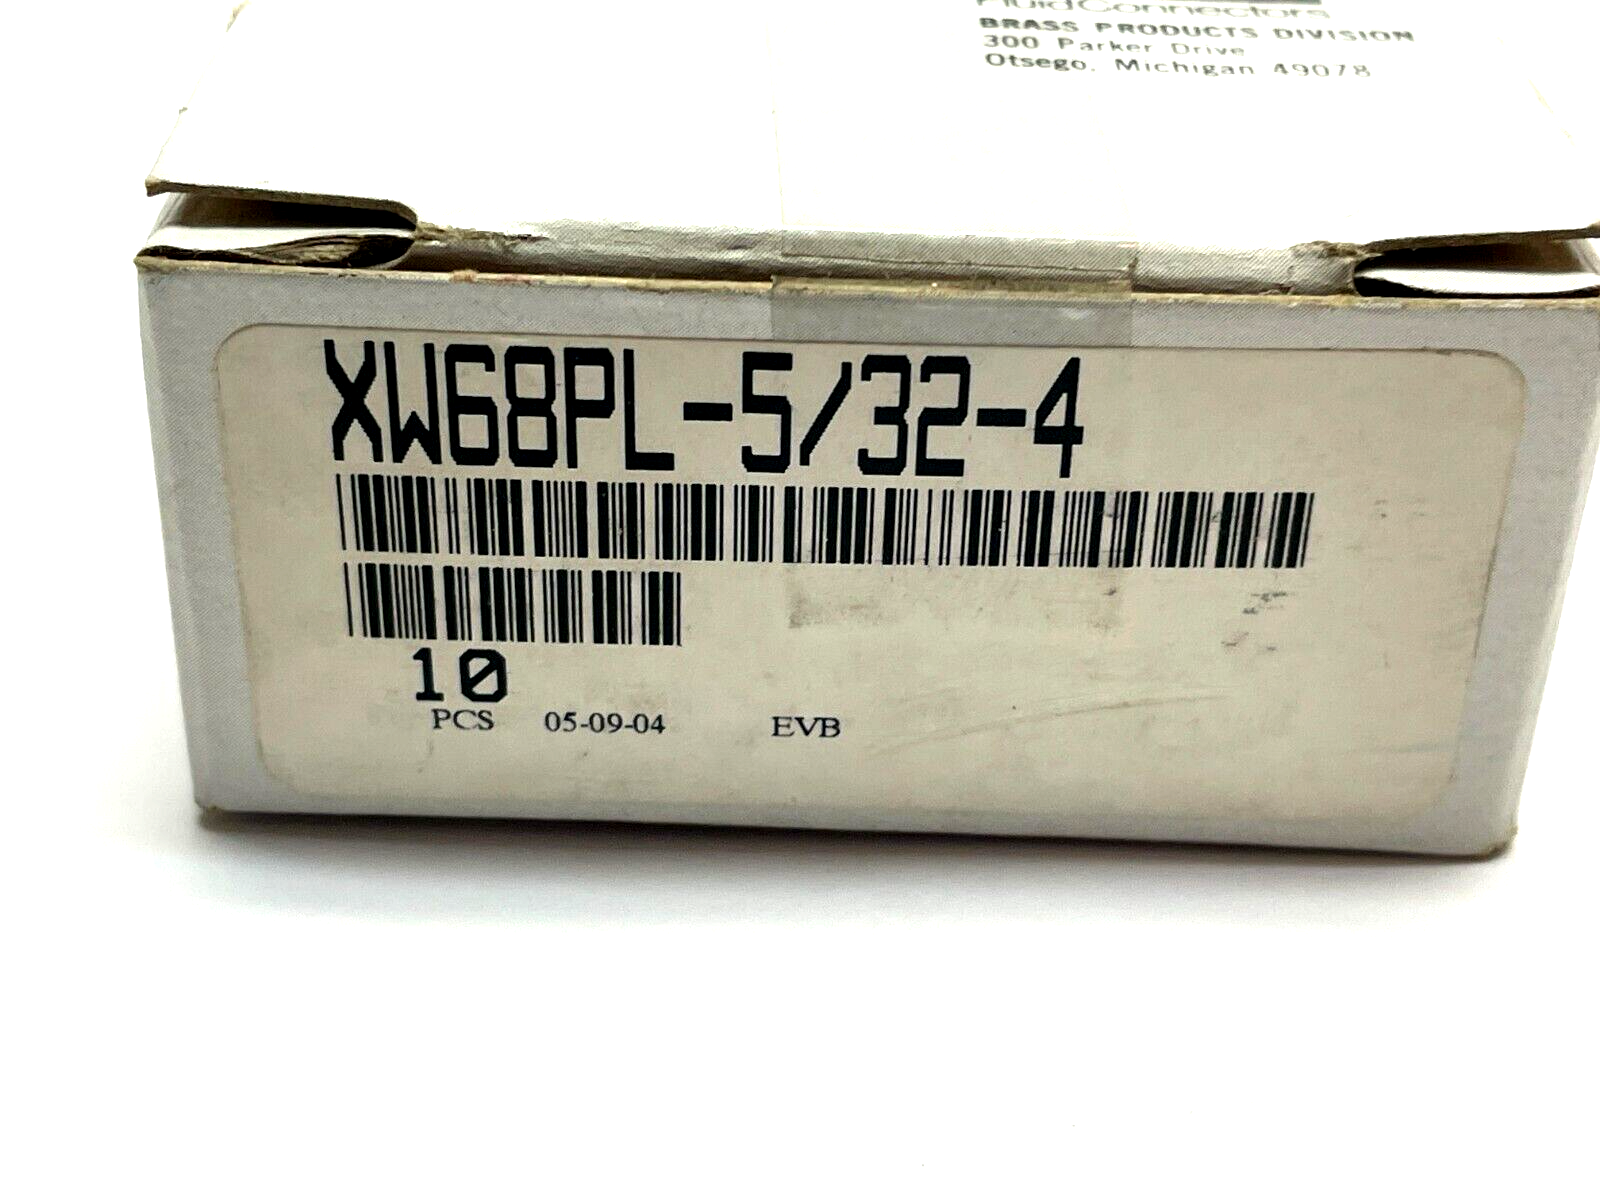 FluidConnectors
BRASS PRODUCTS DIVISION
300 Parker Drive
Otsego, Michigan 49078
XW68PL-5/32-4
10
PCS 05-09-04 EVB